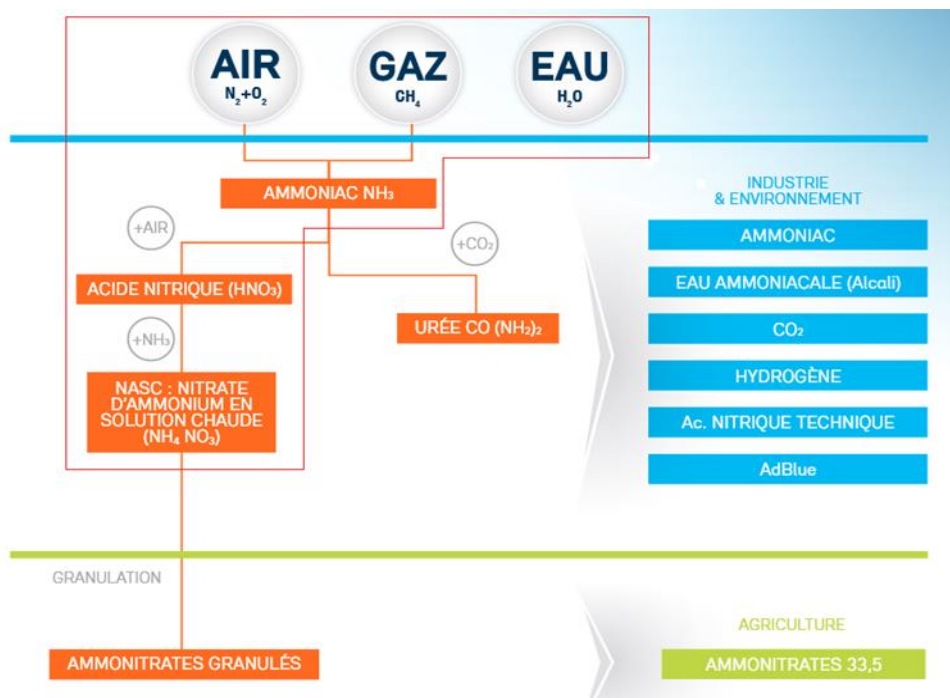 AIR
N₂+O₂
GAZ
CH₄
EAU
H₂O
AMMONIAC NH₃
+AIR
+CO₂
ACIDE NITRIQUE (HNO₃)
+NH₃
URÉE CO (NH₂)₂
NASC : NITRATE
D'AMMONIUM EN
SOLUTION CHAUDE
(NH₄ NO₃)
INDUSTRIE
& ENVIRONNEMENT
AMMONIAC
EAU AMMONIACALE (Alcali)
CO₂
HYDROGÈNE
Ac. NITRIQUE TECHNIQUE
AdBlue
GRANULATION
AMMONITRATES GRANULÉS
AGRICULTURE
AMMONITRATES 33,5